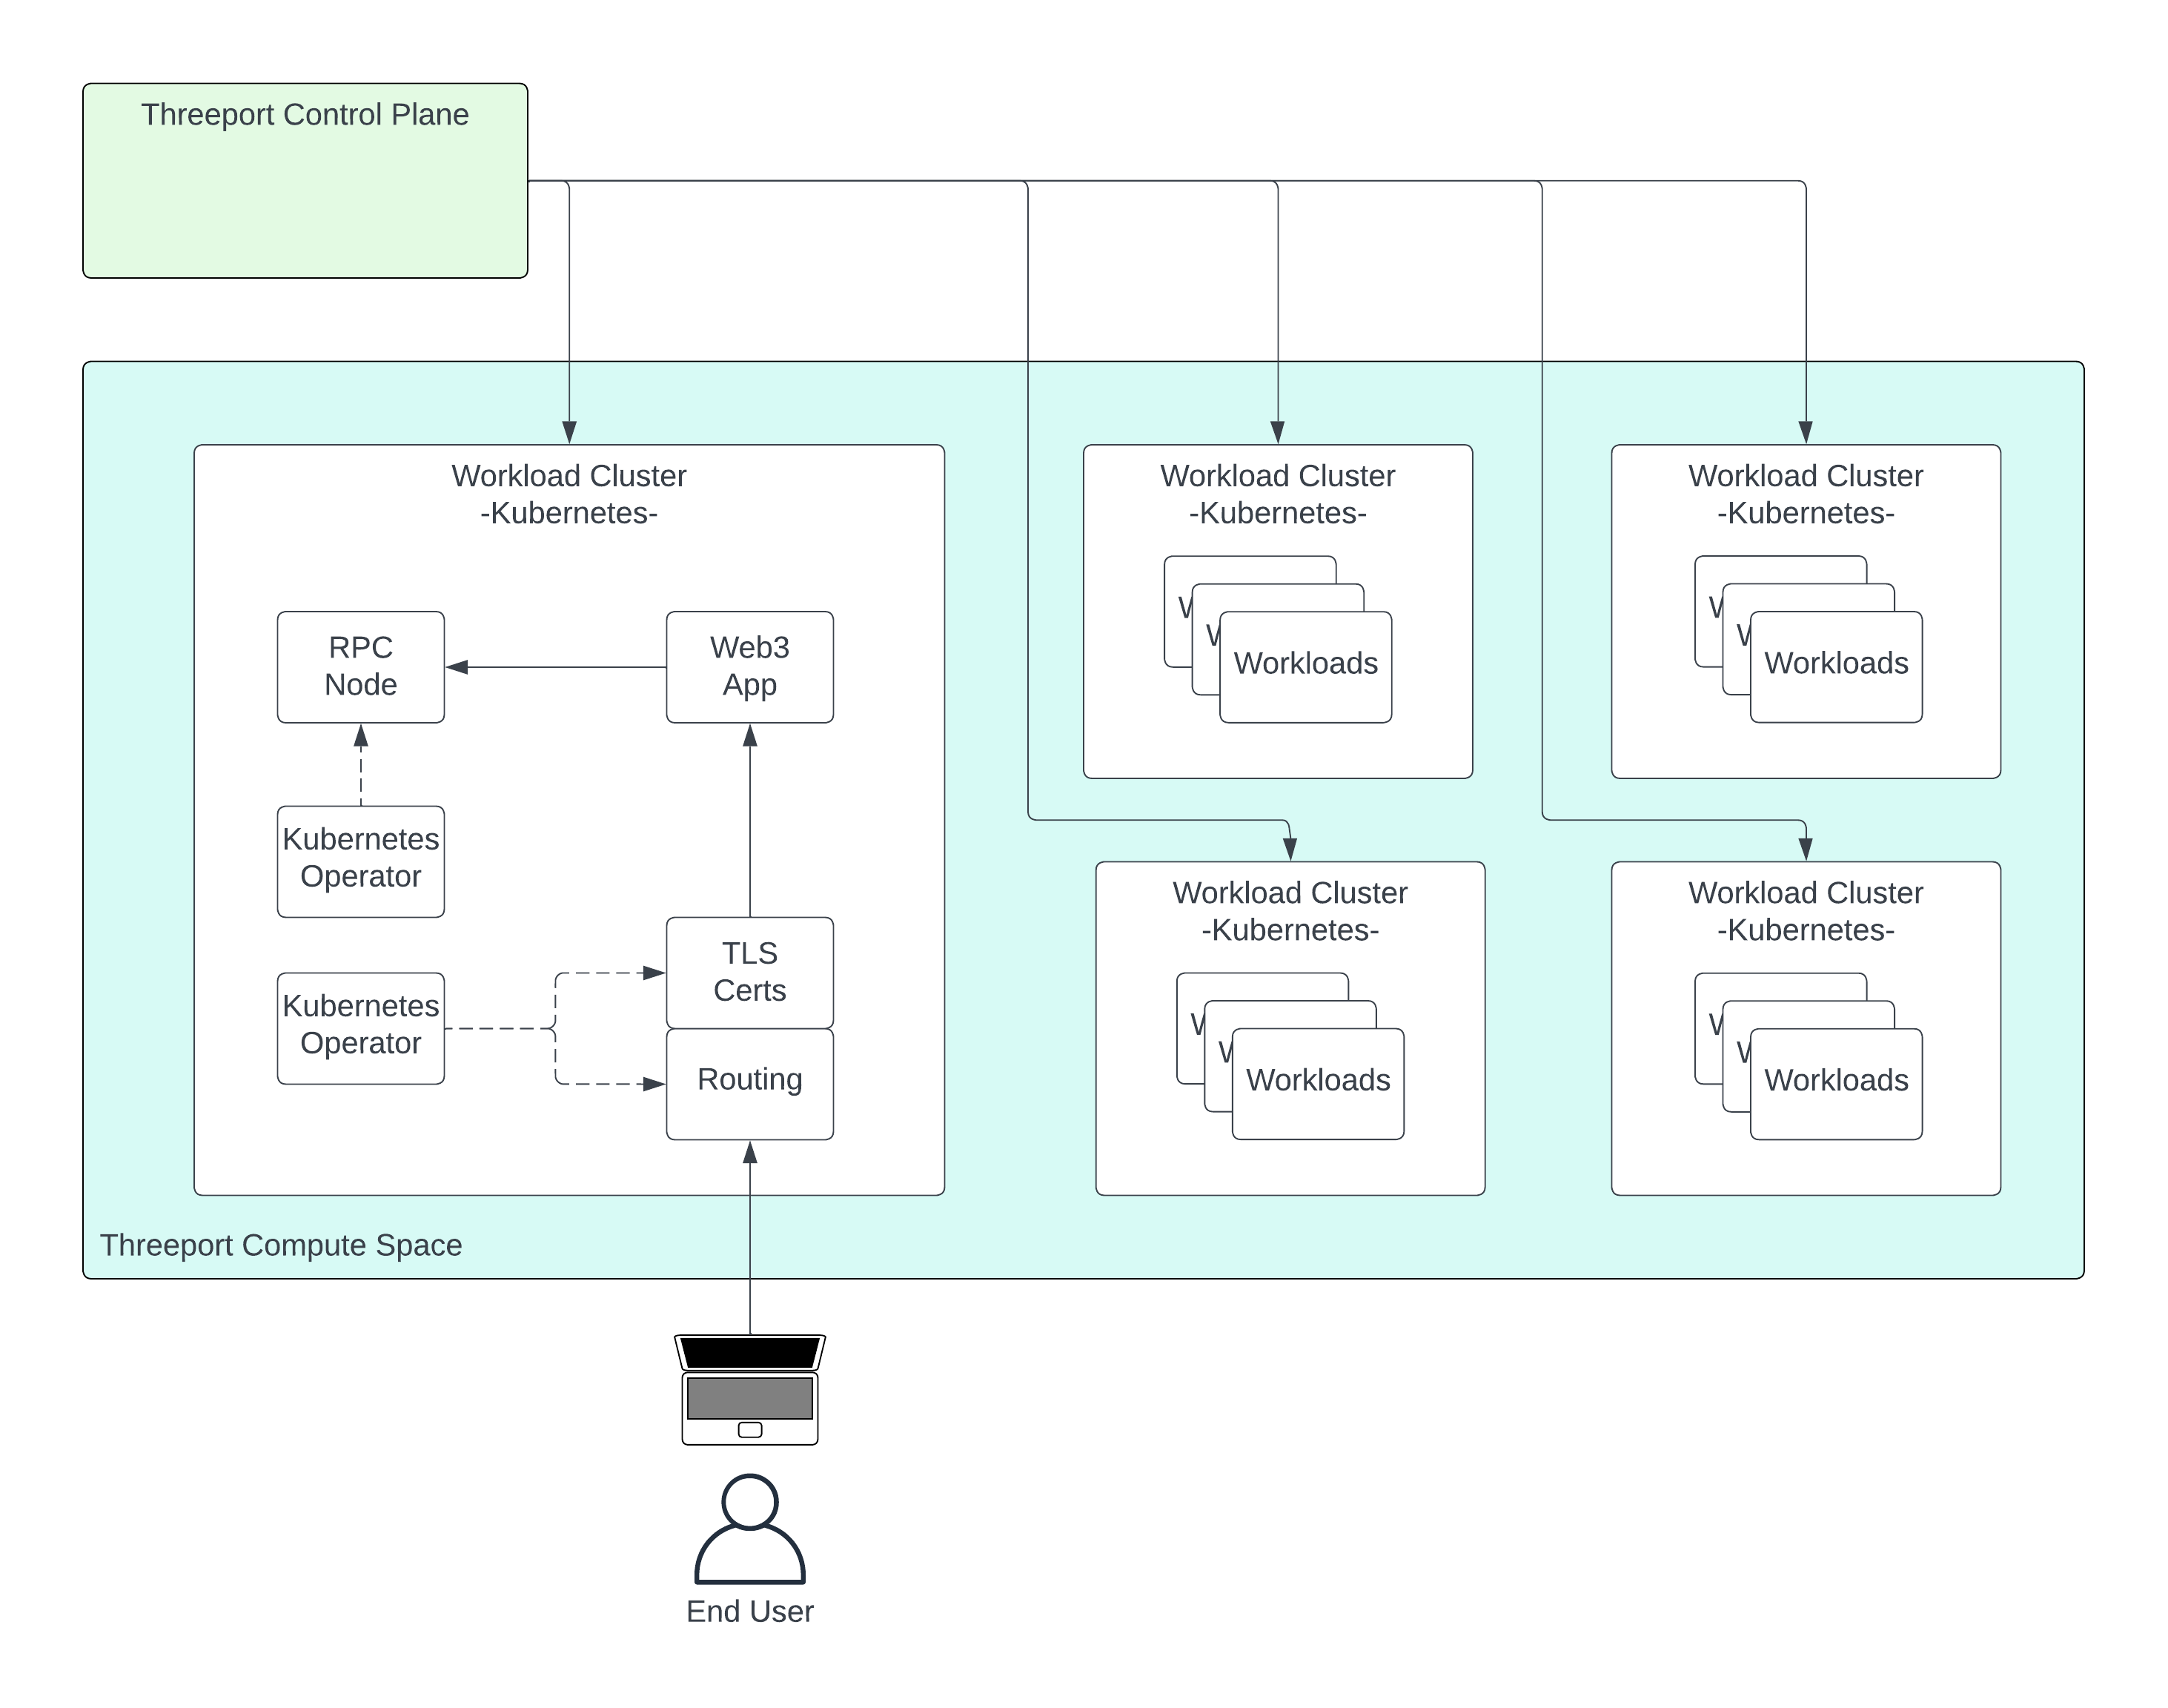 Threeport Control Plane
Workload Cluster
-Kubernetes-
RPC
Node
Web3
App
Kubernetes
Operator
Kubernetes
Operator
TLS
Certs
Routing
Workload Cluster
-Kubernetes-
W
W
Workloads
Workload Cluster
-Kubernetes-
W
W
Workloads
Workload Cluster
-Kubernetes-
W
W
Workloads
Workload Cluster
-Kubernetes-
W
W
Workloads
Threeport Compute Space
End User